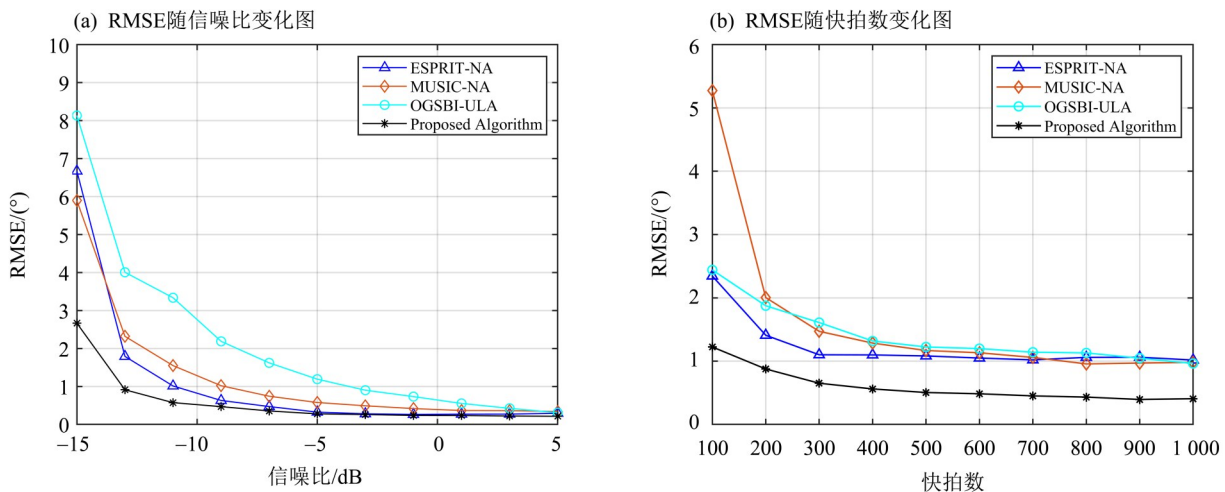 (a) RMSE随信噪比变化图
10
9
8
7
6
5
4
3
2
1
0
RMSE/(°)
ESPRIT-NA
MUSIC-NA
OGSBI-ULA
Proposed Algorithm
–15 –10 –5 0 5
信噪比/dB
(b) RMSE随快拍数变化图
6
5
4
3
2
1
0
RMSE/(°)
ESPRIT-NA
MUSIC-NA
OGSBI-ULA
Proposed Algorithm
100 200 300 400 500 600 700 800 900 1 000
快拍数